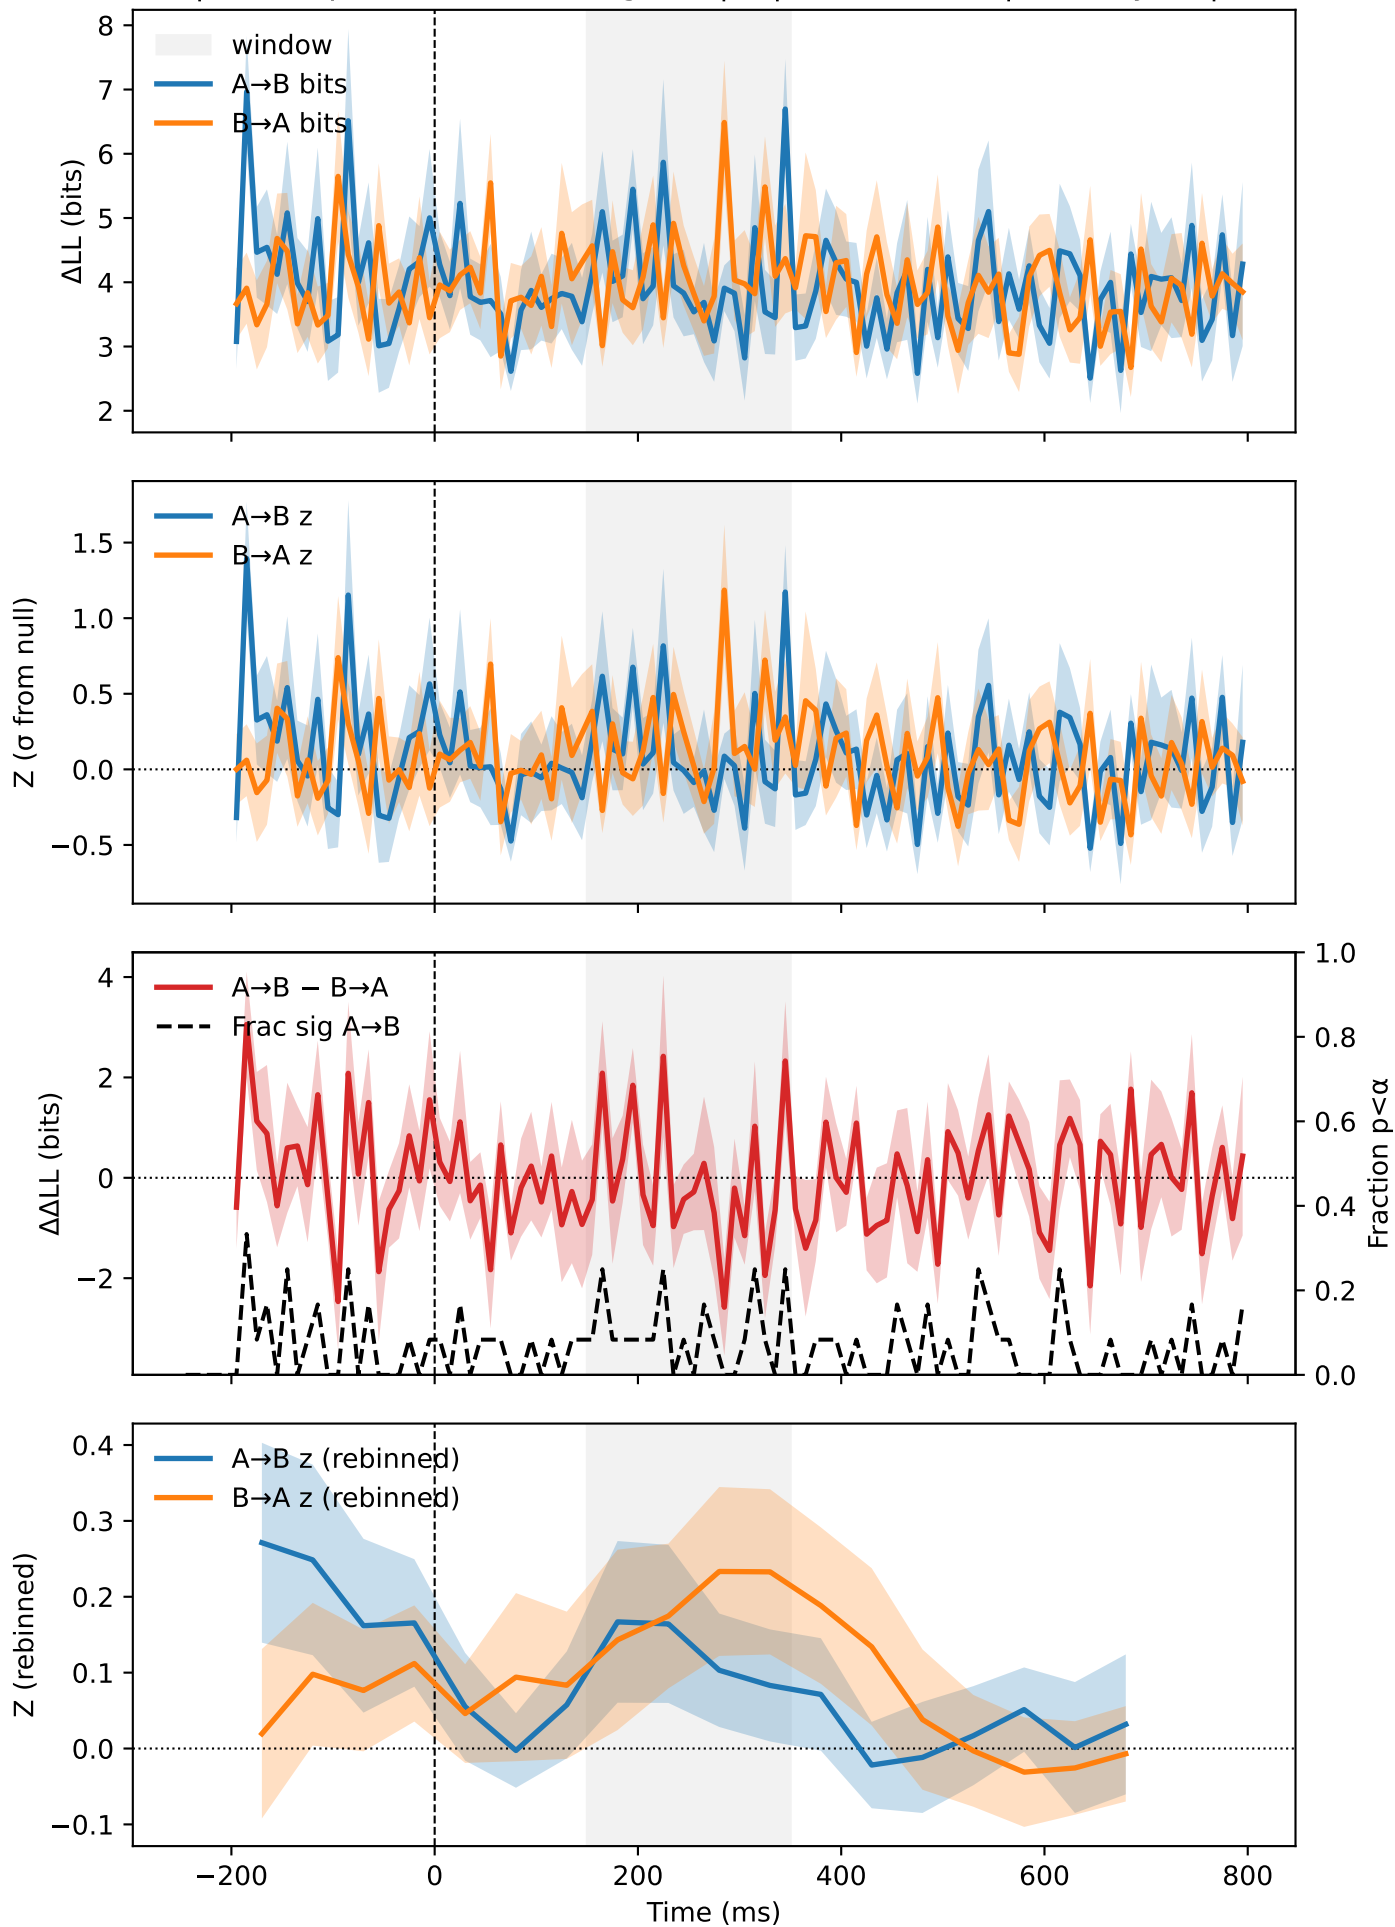 8
7
6
5
4
3
2
ΔLL (bits)
window
A→B bits
B→A bits
1.5
1.0
0.5
0.0
−0.5
Z (σ from null)
A→B z
B→A z
4
2
0
−2
ΔΔLL (bits)
A→B − B→A
Frac sig A→B
1.0
0.8
0.6
0.4
0.2
0.0
Fraction p<α
0.4
0.3
0.2
0.1
0.0
−0.1
Z (rebinned)
A→B z (rebinned)
B→A z (rebinned)
−200
0
200
400
600
800
Time (ms)